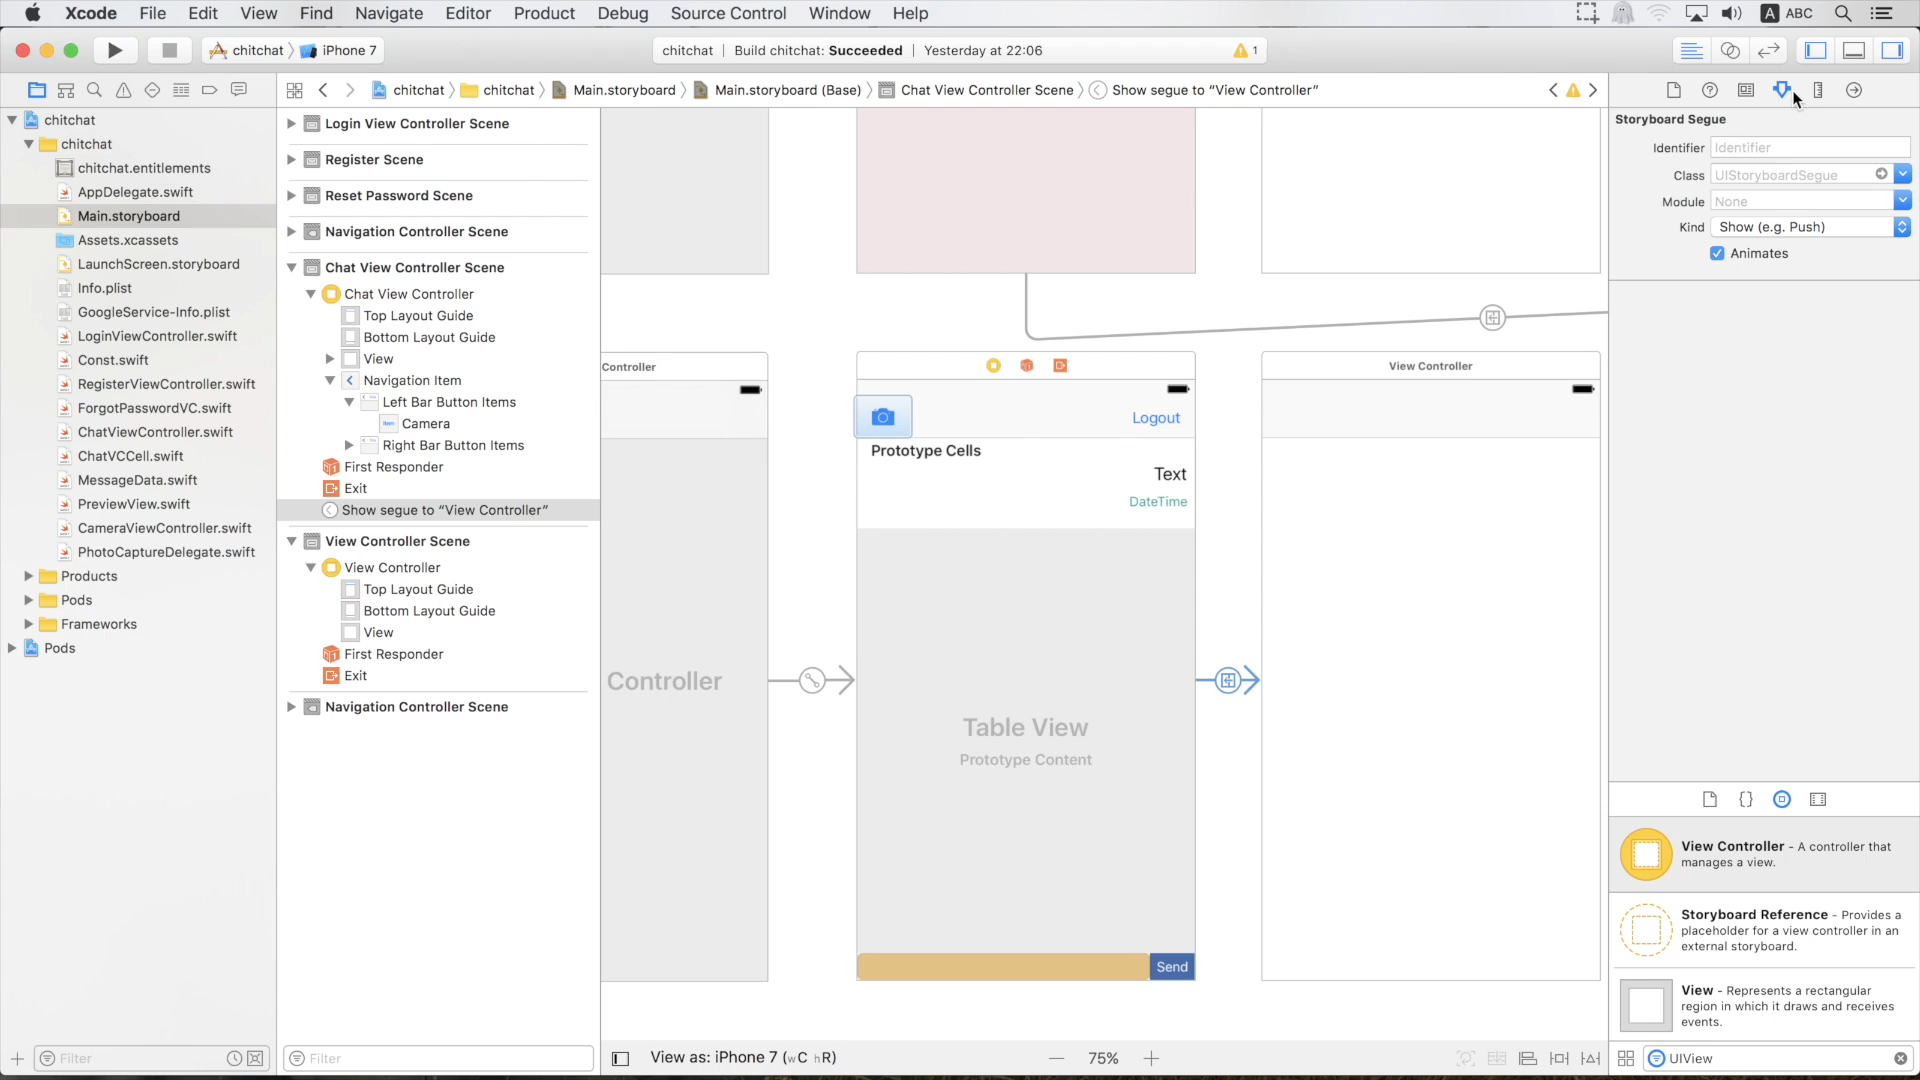 Xcode File Edit View Find Navigate Editor Product Debug Source Control Window Help A ABC
chitchat iPhone 7 chitchat | Build chitchat: Succeeded | Yesterday at 22:06 1
chitchat chitchat Main.storyboard Main.storyboard (Base) Chat View Controller Scene Show segue to “View Controller”
chitchat
chitchat
chitchat.entitlements
AppDelegate.swift
Main.storyboard
Assets.xcassets
LaunchScreen.storyboard
Info.plist
GoogleService-Info.plist
LoginViewController.swift
Const.swift
RegisterViewController.swift
ForgotPasswordVC.swift
ChatViewController.swift
ChatVCCell.swift
MessageData.swift
PreviewView.swift
CameraViewController.swift
PhotoCaptureDelegate.swift
Products
Pods
Frameworks
Pods
Filter
Login View Controller Scene
Register Scene
Reset Password Scene
Navigation Controller Scene
Chat View Controller Scene
Chat View Controller
Top Layout Guide
Bottom Layout Guide
View
Navigation Item
Left Bar Button Items
Camera
Right Bar Button Items
First Responder
Exit
Show segue to “View Controller”
View Controller Scene
View Controller
Top Layout Guide
Bottom Layout Guide
View
First Responder
Exit
Navigation Controller Scene
Filter
Controller
Controller
Logout
Prototype Cells
Text
DateTime
Table View
Prototype Content
Send
View Controller
View as: iPhone 7 (wC hR)
75%
Storyboard Segue
Identifier Identifier
Class UIStoryboardSegue
Module None
Kind Show (e.g. Push)
Animates
{}
View Controller - A controller that
manages a view.
Storyboard Reference - Provides a
placeholder for a view controller in an
external storyboard.
View - Represents a rectangular
region in which it draws and receives
events.
UIView